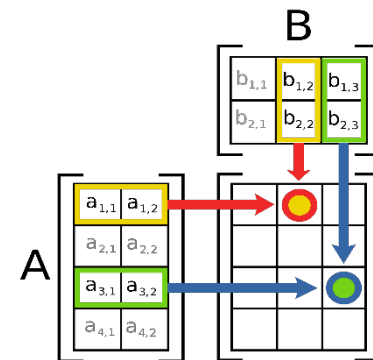 B
b1,1 b1,2 b1,3
b2,1 b2,2 b2,3
A
a1,1 a1,2
a2,1 a2,2
a3,1 a3,2
a4,1 a4,2